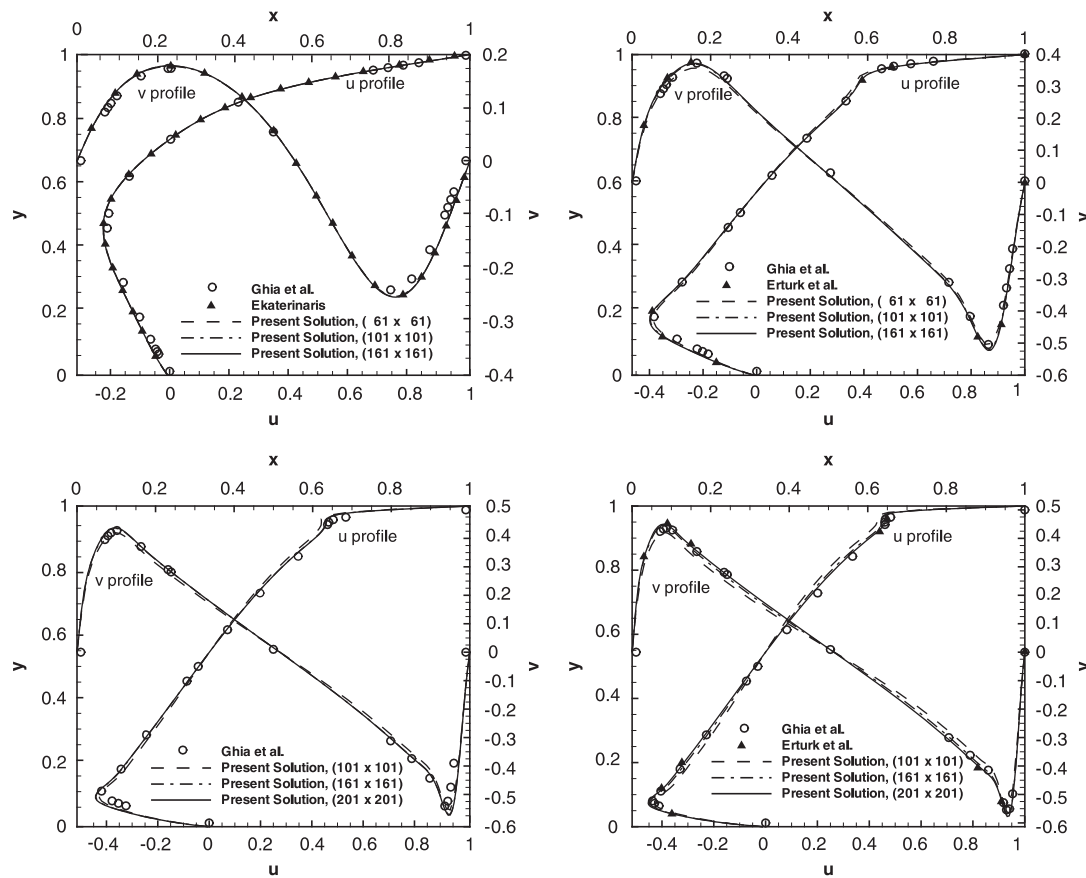 x
0 0.2 0.4 0.6 0.8 1
1 0.8 0.6 0.4 0.2 0
y
0.2 0.1 0 -0.1 -0.2 -0.3 -0.4
v
v profile
u profile
Ghia et al.
Ekaterinaris
Present Solution, ( 61 x 61)
Present Solution, (101 x 101)
Present Solution, (161 x 161)
-0.2 0 0.2 0.4 0.6 0.8 1
u
x
0 0.2 0.4 0.6 0.8 1
1 0.8 0.6 0.4 0.2 0
y
0.4 0.3 0.2 0.1 0 -0.1 -0.2 -0.3 -0.4 -0.5 -0.6
v
v profile
u profile
Ghia et al.
Erturk et al.
Present Solution, ( 61 x 61)
Present Solution, (101 x 101)
Present Solution, (161 x 161)
-0.4 -0.2 0 0.2 0.4 0.6 0.8 1
u
x
0 0.2 0.4 0.6 0.8 1
1 0.8 0.6 0.4 0.2 0
y
0.5 0.4 0.3 0.2 0.1 0 -0.1 -0.2 -0.3 -0.4 -0.5 -0.6
v
v profile
u profile
Ghia et al.
Present Solution, (101 x 101)
Present Solution, (161 x 161)
Present Solution, (201 x 201)
-0.4 -0.2 0 0.2 0.4 0.6 0.8 1
u
x
0 0.2 0.4 0.6 0.8 1
1 0.8 0.6 0.4 0.2 0
y
0.5 0.4 0.3 0.2 0.1 0 -0.1 -0.2 -0.3 -0.4 -0.5 -0.6
v
v profile
u profile
Ghia et al.
Erturk et al.
Present Solution, (101 x 101)
Present Solution, (161 x 161)
Present Solution, (201 x 201)
-0.4 -0.2 0 0.2 0.4 0.6 0.8 1
u